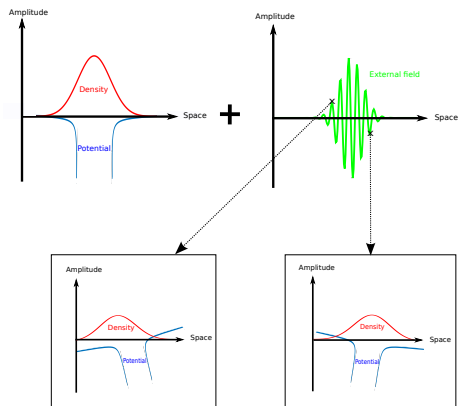 Amplitude
Density
Space
Potential
+
Amplitude
External field
Space
Amplitude
Density
Space
Potential
Amplitude
Density
Space
Potential